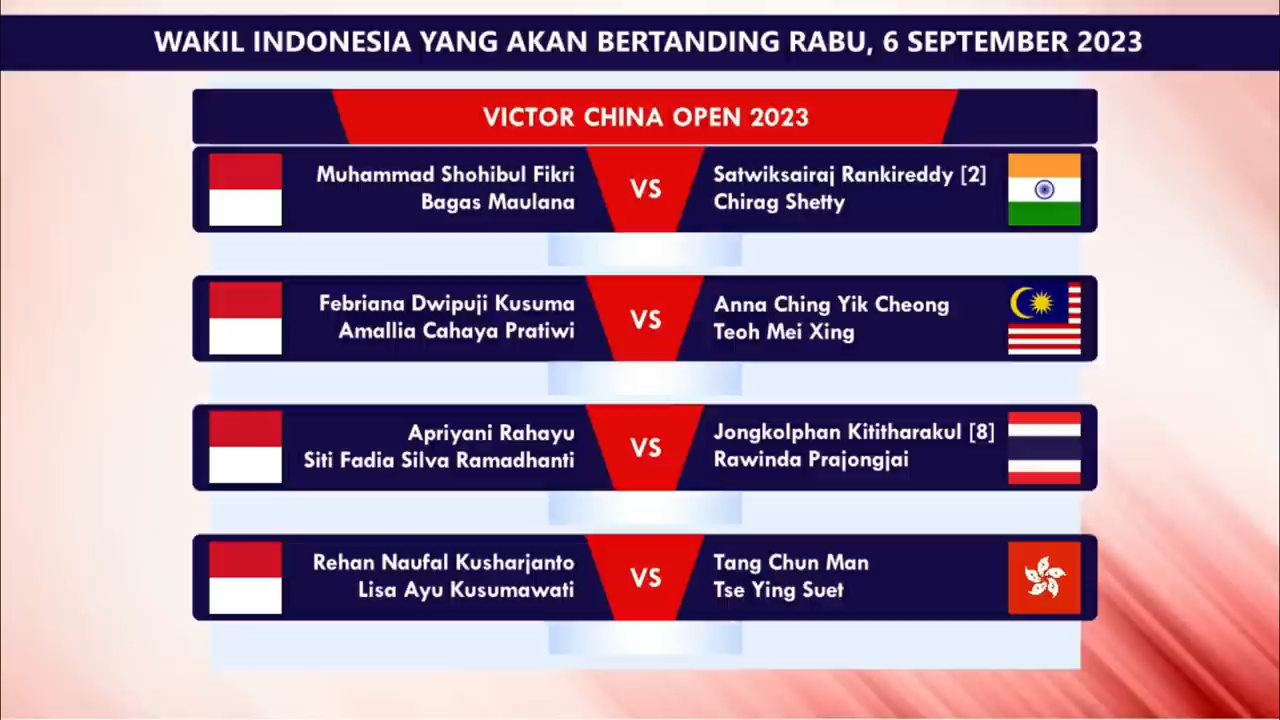 WAKIL INDONESIA YANG AKAN BERTANDING RABU, 6 SEPTEMBER 2023
VICTOR CHINA OPEN 2023
Muhammad Shohibul Fikri
Bagas Maulana
VS
Satwiksairaj Rankireddy [2]
Chirag Shetty
Febriana Dwipuji Kusuma
Amallia Cahaya Pratiwi
VS
Anna Ching Yik Cheong
Teoh Mei Xing
Apriyani Rahayu
Siti Fadia Silva Ramadhanti
VS
Jongkolphan Kititharakul [8]
Rawinda Prajongjai
Rehan Naufal Kusharjanto
Lisa Ayu Kusumawati
VS
Tang Chun Man
Tse Ying Suet